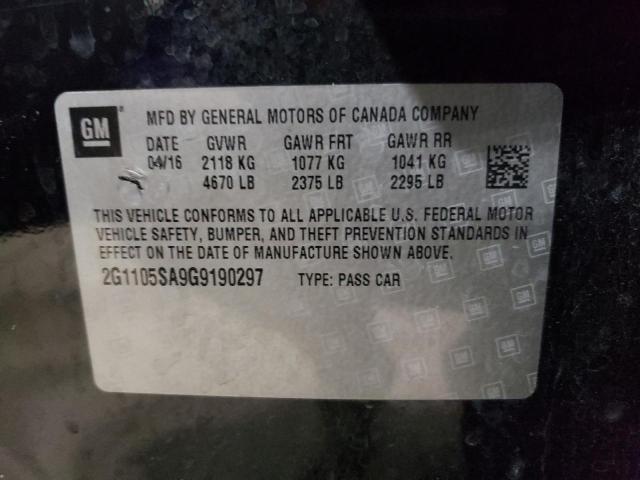 GM
MFD BY GENERAL MOTORS OF CANADA COMPANY
DATE GVWR GAWR FRT GAWR RR
04/16 2118 KG 1077 KG 1041 KG
4670 LB 2375 LB 2295 LB
THIS VEHICLE CONFORMS TO ALL APPLICABLE U.S. FEDERAL MOTOR
VEHICLE SAFETY, BUMPER, AND THEFT PREVENTION STANDARDS IN
EFFECT ON THE DATE OF MANUFACTURE SHOWN ABOVE.
2G1105SA9G9190297 TYPE: PASS CAR